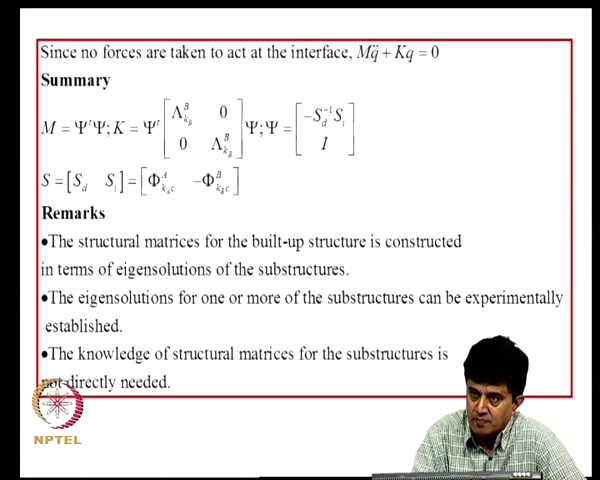 Since no forces are taken to act at the interface, Mq̈ + Kq = 0
Summary
M = Ψ^t Ψ; K = Ψ^t [Λ^B_{k_B} 0; 0 Λ^B_{k_B}] Ψ; Ψ = [−S_d^{−1} S_i; I]
S = [S_d S_i] = [Φ^A_{k_A c} −Φ^B_{k_B c}]
Remarks
•The structural matrices for the built-up structure is constructed
in terms of eigensolutions of the substructures.
•The eigensolutions for one or more of the substructures can be experimentally
established.
•The knowledge of structural matrices for the substructures is
not directly needed.
NPTEL